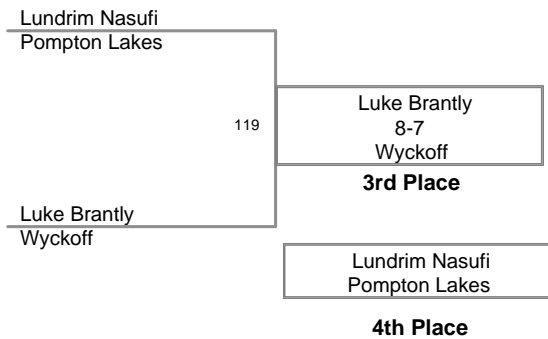 Lundrim Nasufi
Pompton Lakes
119
Luke Brantly
8-7
Wyckoff
3rd Place
Luke Brantly
Wyckoff
Lundrim Nasufi
Pompton Lakes
4th Place